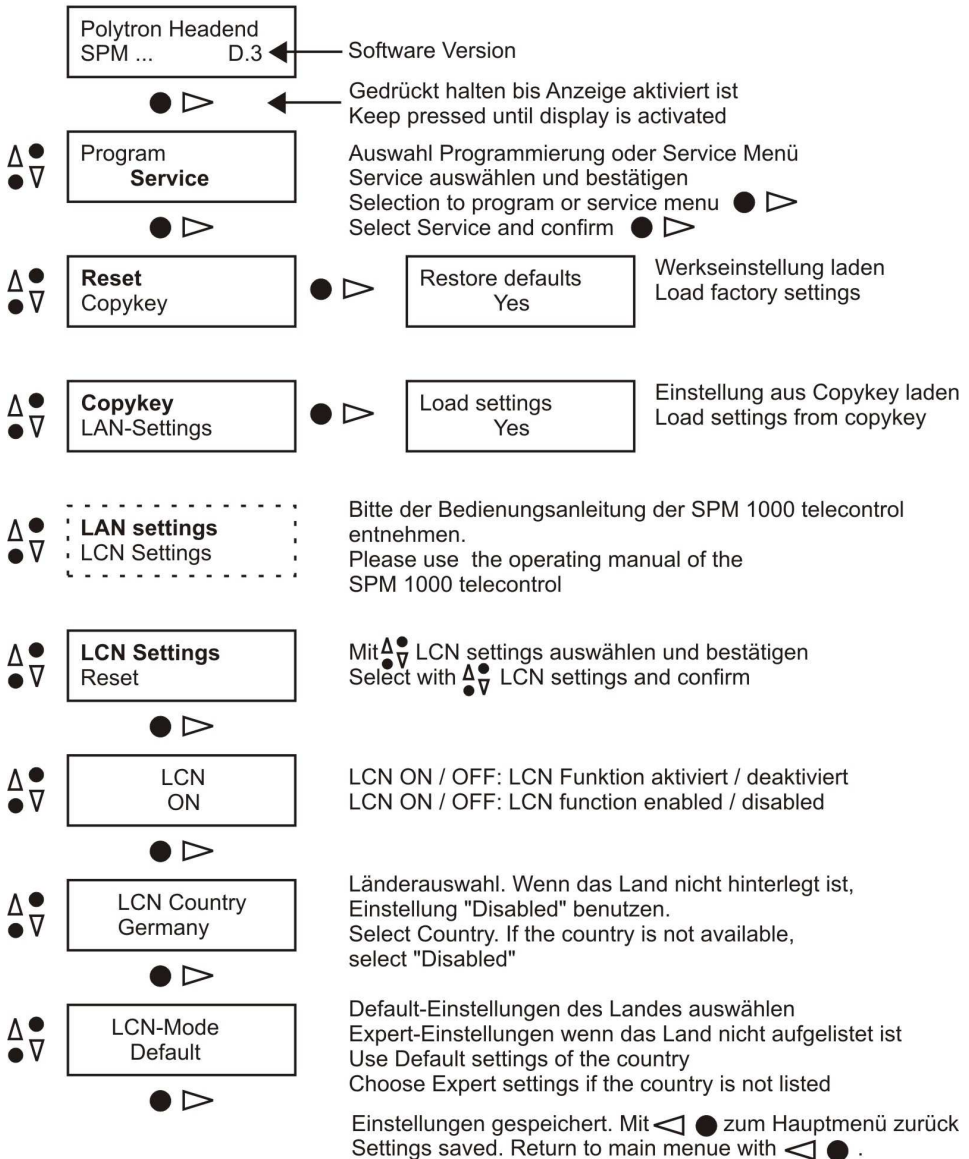 Polytron Headend
SPM ... D.3
Software Version
Gedrückt halten bis Anzeige aktiviert ist
Keep pressed until display is activated
Program
Service
Auswahl Programmierung oder Service Menü
Service auswählen und bestätigen
Selection to program or service menu
Select Service and confirm
Reset
Copykey
Restore defaults
Yes
Werkseinstellung laden
Load factory settings
Copykey
LAN-Settings
Load settings
Yes
Einstellung aus Copykey laden
Load settings from copykey
LAN settings
LCN Settings
Bitte der Bedienungsanleitung der SPM 1000 telecontrol
entnehmen.
Please use the operating manual of the
SPM 1000 telecontrol
LCN Settings
Reset
Mit LCN settings auswählen und bestätigen
Select with LCN settings and confirm
LCN
ON
LCN ON / OFF: LCN Funktion aktiviert / deaktiviert
LCN ON / OFF: LCN function enabled / disabled
LCN Country
Germany
Länderauswahl. Wenn das Land nicht hinterlegt ist,
Einstellung "Disabled" benutzen.
Select Country. If the country is not available,
select "Disabled"
LCN-Mode
Default
Default-Einstellungen des Landes auswählen
Expert-Einstellungen wenn das Land nicht aufgelistet ist
Use Default settings of the country
Choose Expert settings if the country is not listed
Einstellungen gespeichert. Mit zum Hauptmenü zurück
Settings saved. Return to main menue with .